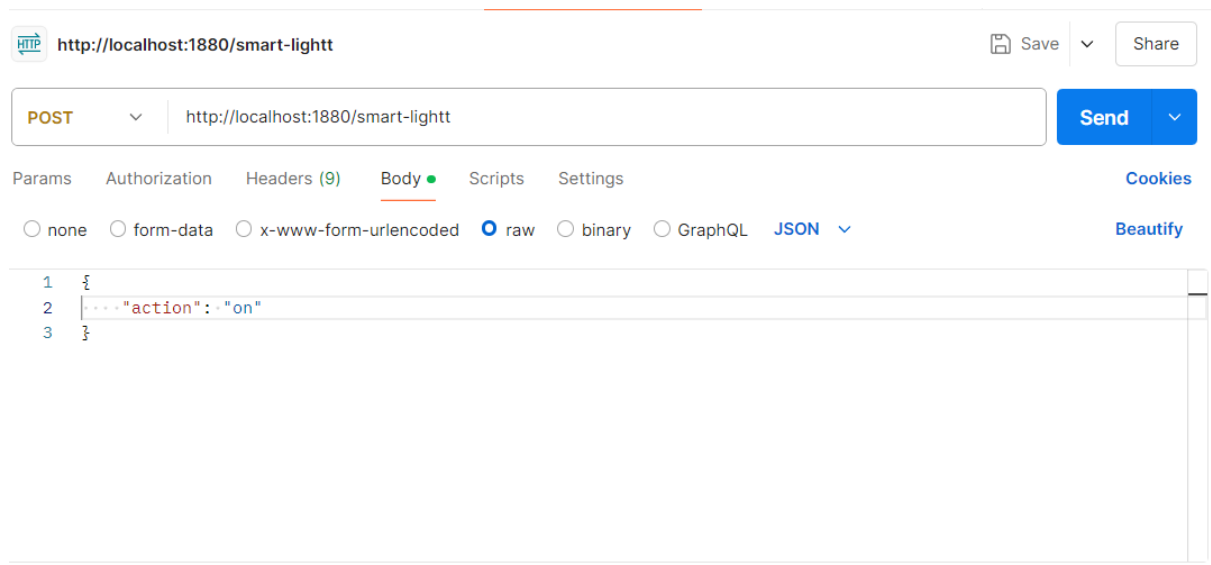 HTTP http://localhost:1880/smart-lightt Save Share
POST http://localhost:1880/smart-lightt Send
Params Authorization Headers (9) Body Scripts Settings Cookies
none form-data x-www-form-urlencoded raw binary GraphQL JSON Beautify
1 {
2 ····"action":·"on"
3 }